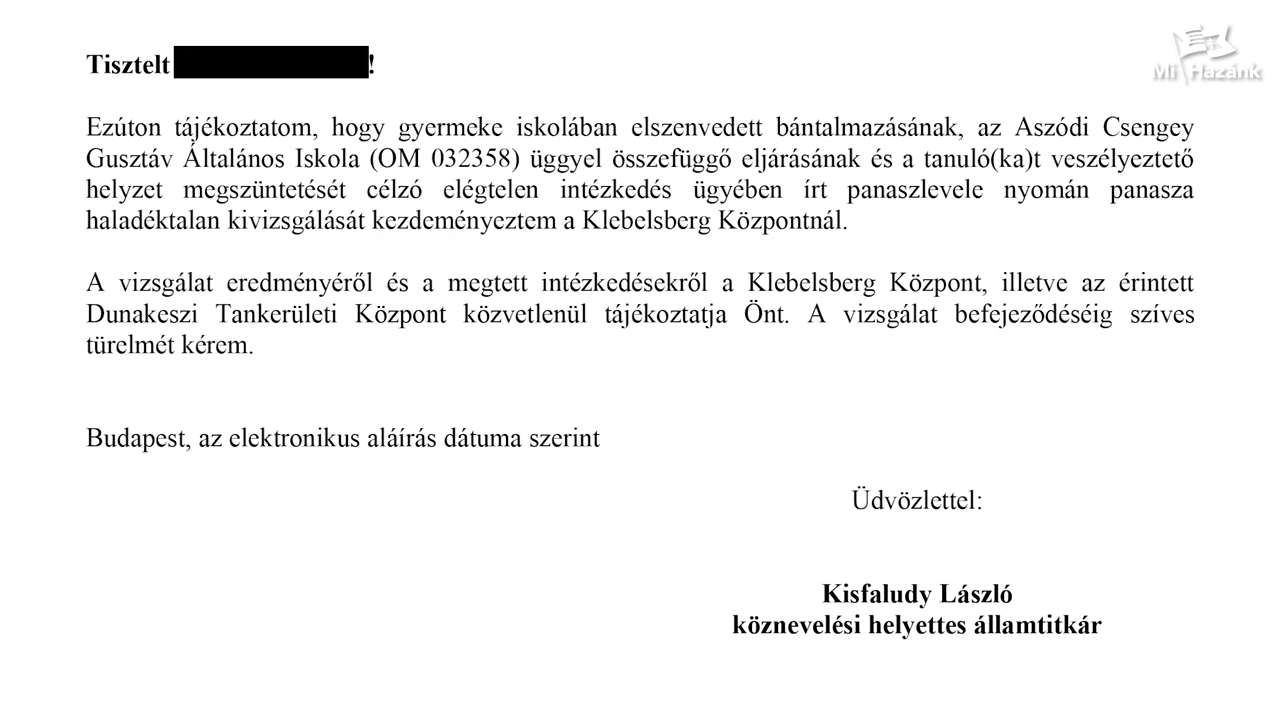 Mi Hazánk
Tisztelt !
Ezúton tájékoztatom, hogy gyermeke iskolában elszenvedett bántalmazásának, az Aszódi Csengey
Gusztáv Általános Iskola (OM 032358) üggyel összefüggő eljárásának és a tanuló(ka)t veszélyeztető
helyzet megszüntetését célzó elégtelen intézkedés ügyében írt panaszlevele nyomán panasza
haladéktalan kivizsgálását kezdeményeztem a Klebelsberg Központnál.
A vizsgálat eredményéről és a megtett intézkedésekről a Klebelsberg Központ, illetve az érintett
Dunakeszi Tankerületi Központ közvetlenül tájékoztatja Önt. A vizsgálat befejeződéséig szíves
türelmét kérem.
Budapest, az elektronikus aláírás dátuma szerint
Üdvözlettel:
Kisfaludy László
köznevelési helyettes államtitkár